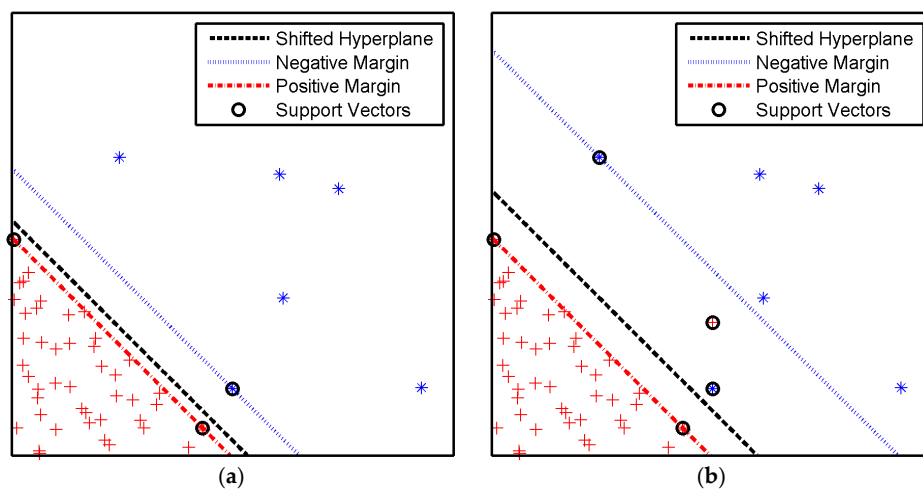 Shifted Hyperplane
Negative Margin
Positive Margin
Support Vectors
Shifted Hyperplane
Negative Margin
Positive Margin
Support Vectors
(a)
(b)